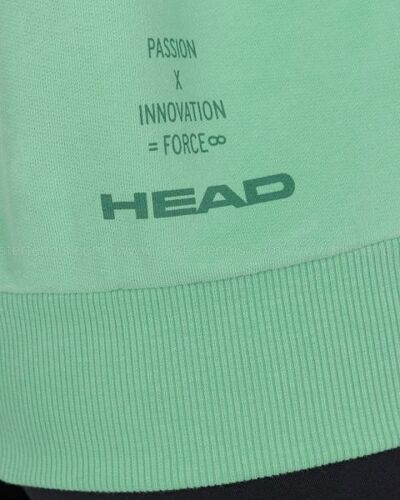 PASSION
X
INNOVATION
= FORCE∞
HEAD